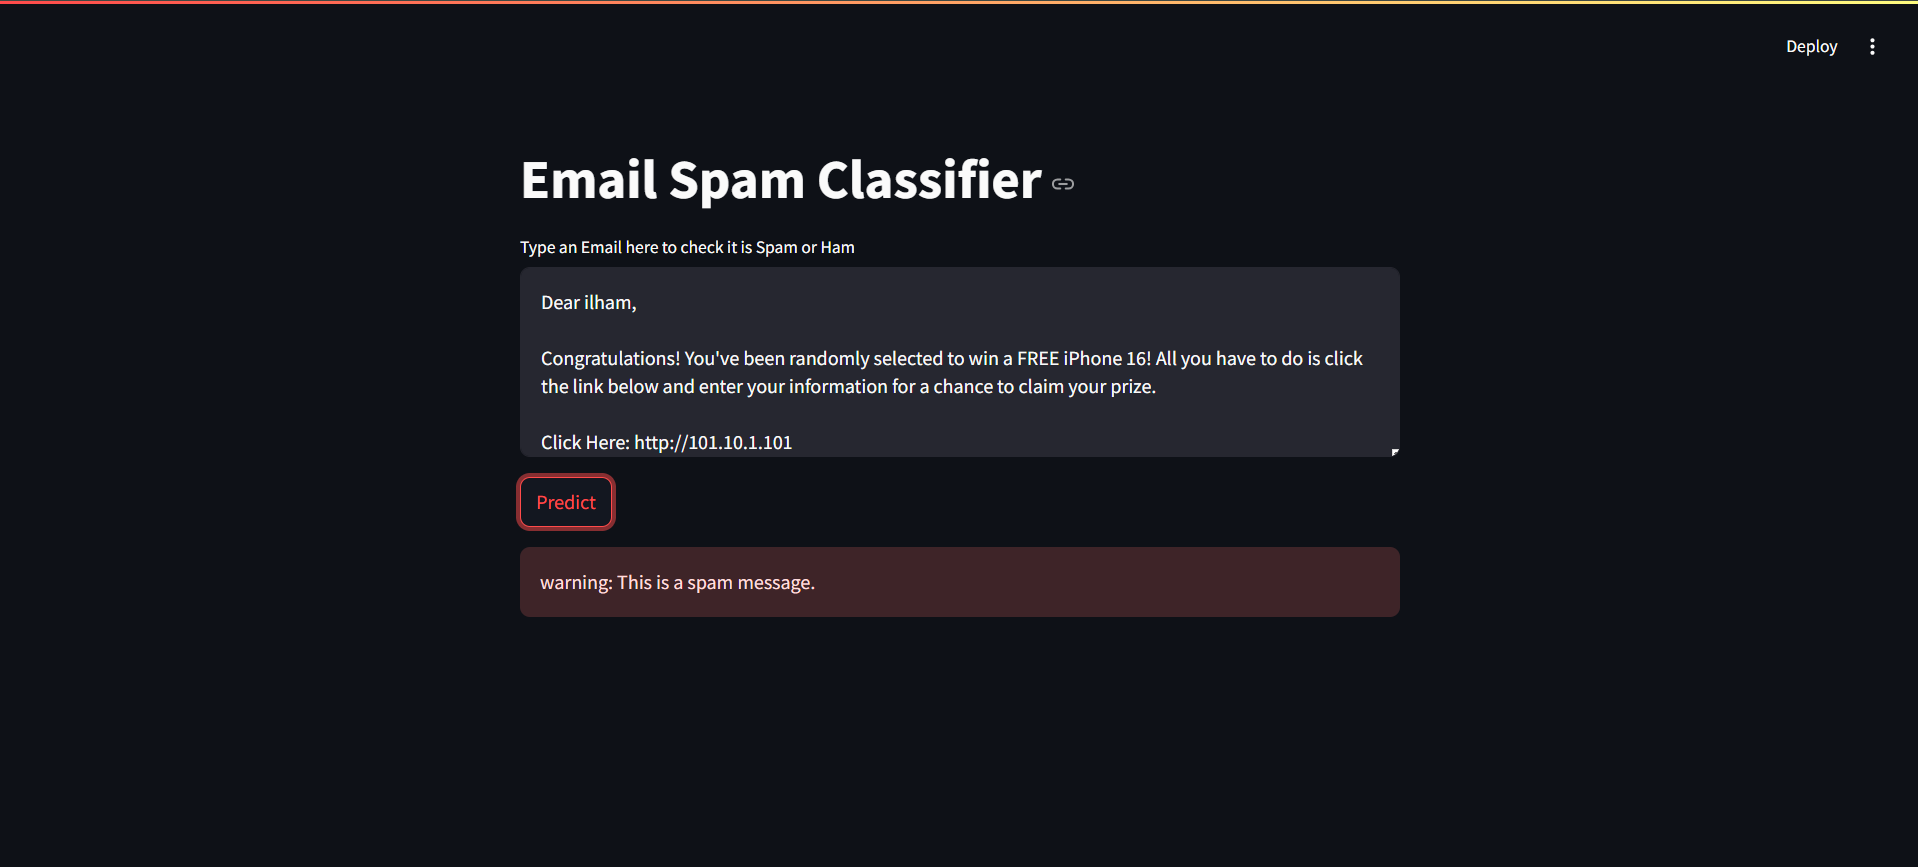 Deploy
Email Spam Classifier
Type an Email here to check it is Spam or Ham
Dear ilham,
Congratulations! You've been randomly selected to win a FREE iPhone 16! All you have to do is click
the link below and enter your information for a chance to claim your prize.
Click Here: http://101.10.1.101
Predict
warning: This is a spam message.